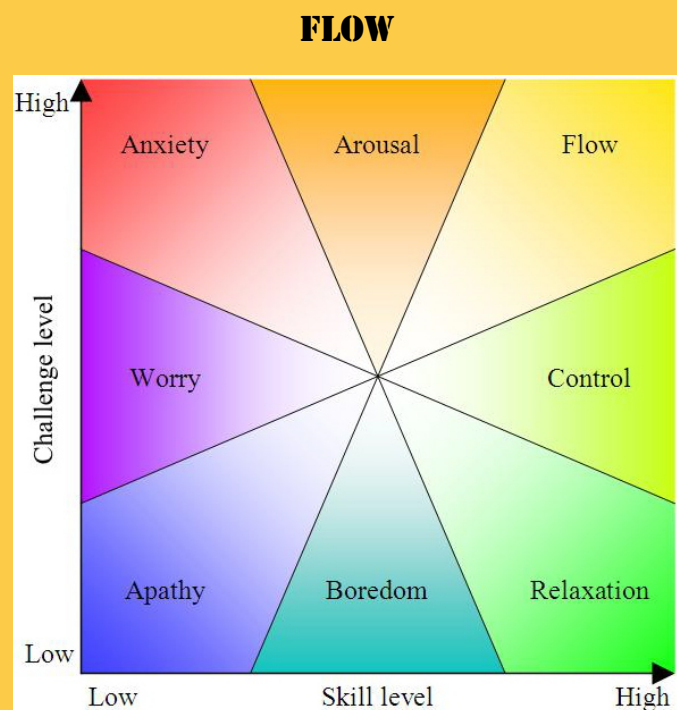 FLOW
High
Anxiety Arousal Flow
Challenge level
Worry Control
Apathy Boredom Relaxation
Low
Low Skill level High